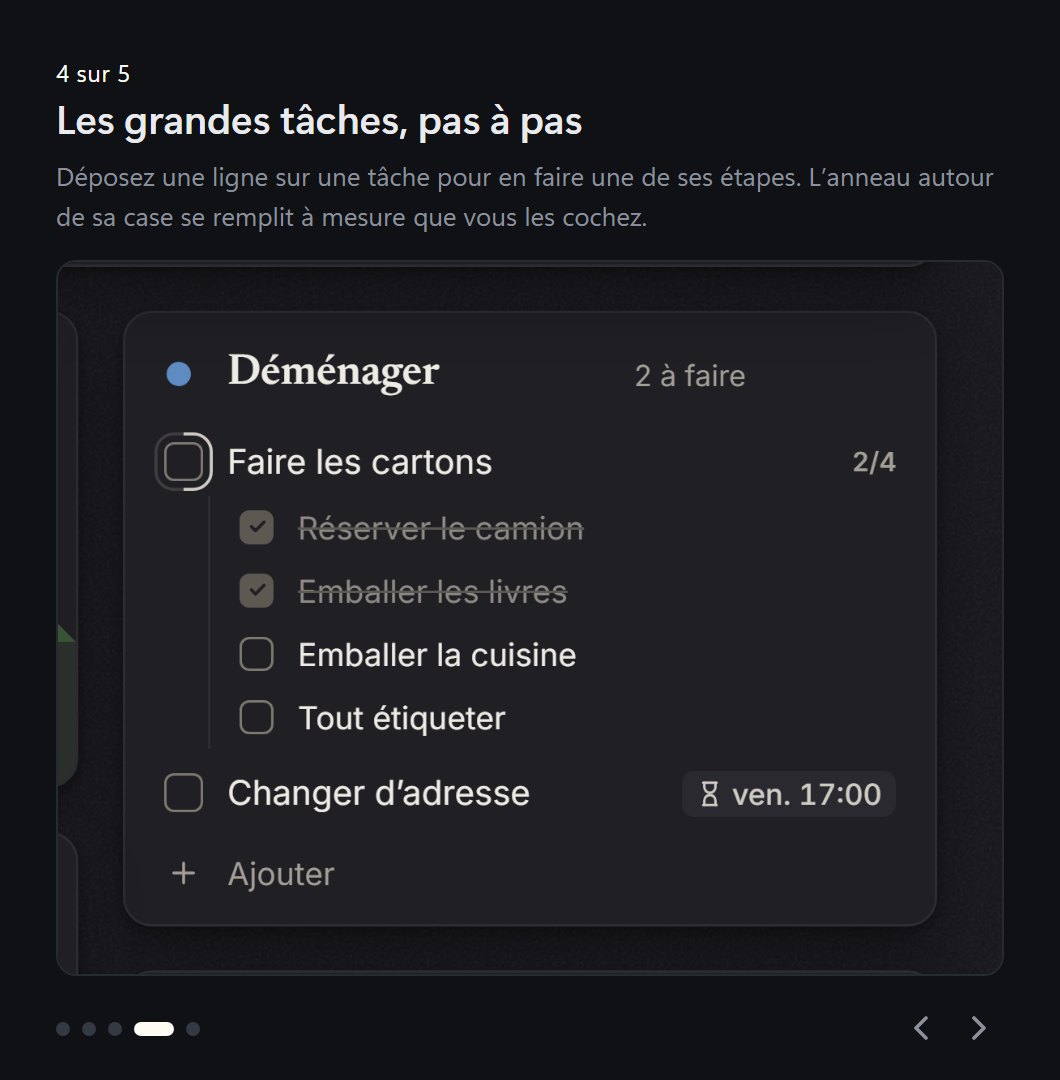 4 sur 5
Les grandes tâches, pas à pas
Déposez une ligne sur une tâche pour en faire une de ses étapes. L’anneau autour
de sa case se remplit à mesure que vous les cochez.
Déménager 2 à faire
Faire les cartons 2/4
Réserver le camion
Emballer les livres
Emballer la cuisine
Tout étiqueter
Changer d’adresse ven. 17:00
+ Ajouter